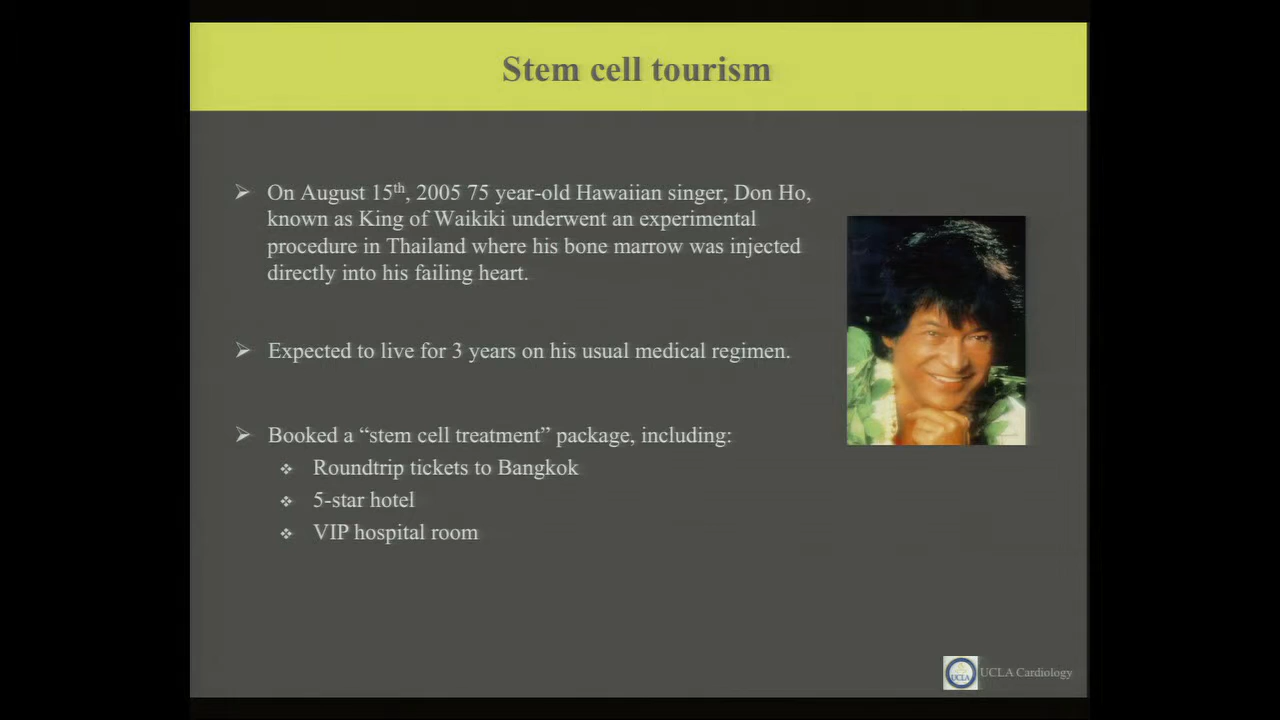 Stem cell tourism
➢ On August 15th, 2005 75 year-old Hawaiian singer, Don Ho,
known as King of Waikiki underwent an experimental
procedure in Thailand where his bone marrow was injected
directly into his failing heart.
➢ Expected to live for 3 years on his usual medical regimen.
➢ Booked a “stem cell treatment” package, including:
❖ Roundtrip tickets to Bangkok
❖ 5-star hotel
❖ VIP hospital room
UCLA UCLA Cardiology